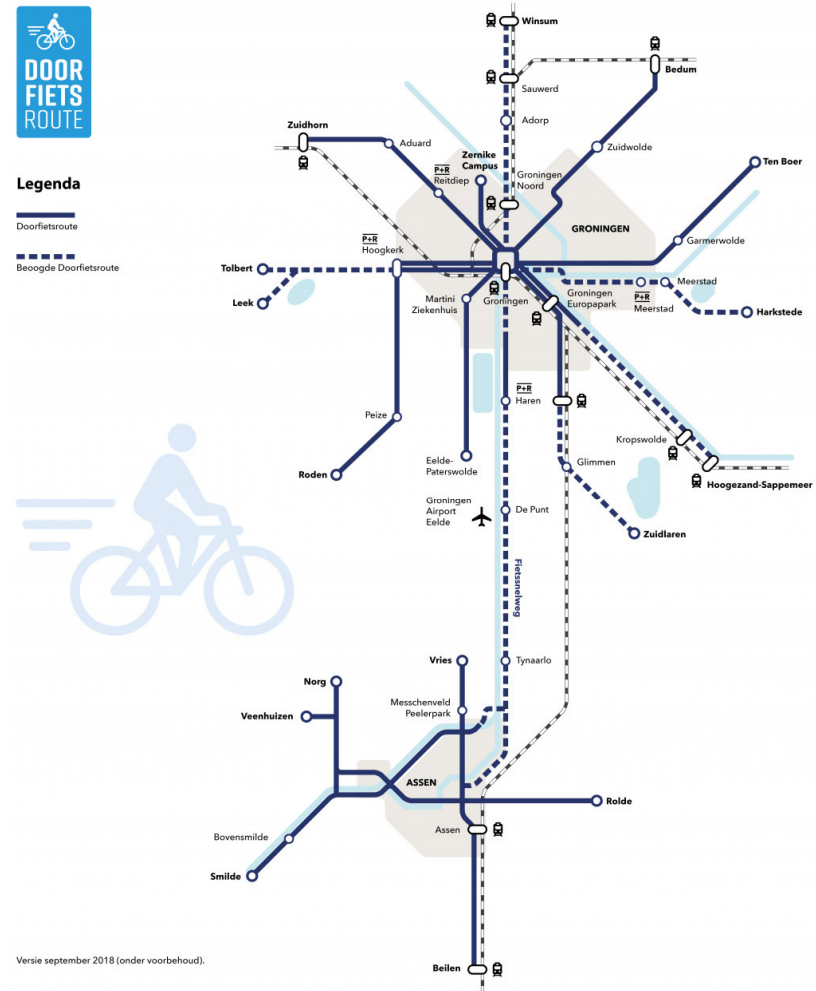 DOOR
FIETS
ROUTE
Legenda
Doorfietsroute
Beoogde Doorfietsroute
Winsum
Bedum
Sauwerd
Adorp
Zuidhorn
Aduard
Zernike
Campus
P+R
Reitdiep
Zuidwolde
Ten Boer
Groningen
Noord
GRONINGEN
P+R
Hoogkerk
Garmerwolde
Tolbert
Leek
Martini
Ziekenhuis
Groningen
Groningen
Europapark
P+R
Meerstad
Meerstad
Harkstede
P+R
Haren
Peize
Roden
Eelde-
Paterswolde
Kropswolde
Glimmen
Hoogezand-Sappemeer
Groningen
Airport
Eelde
De Punt
Zuidlaren
Fietssnelweg
Vries
Tynaarlo
Norg
Messchenveld
Peelerpark
Veenhuizen
ASSEN
Rolde
Assen
Bovensmilde
Smilde
Versie september 2018 (onder voorbehoud).
Beilen